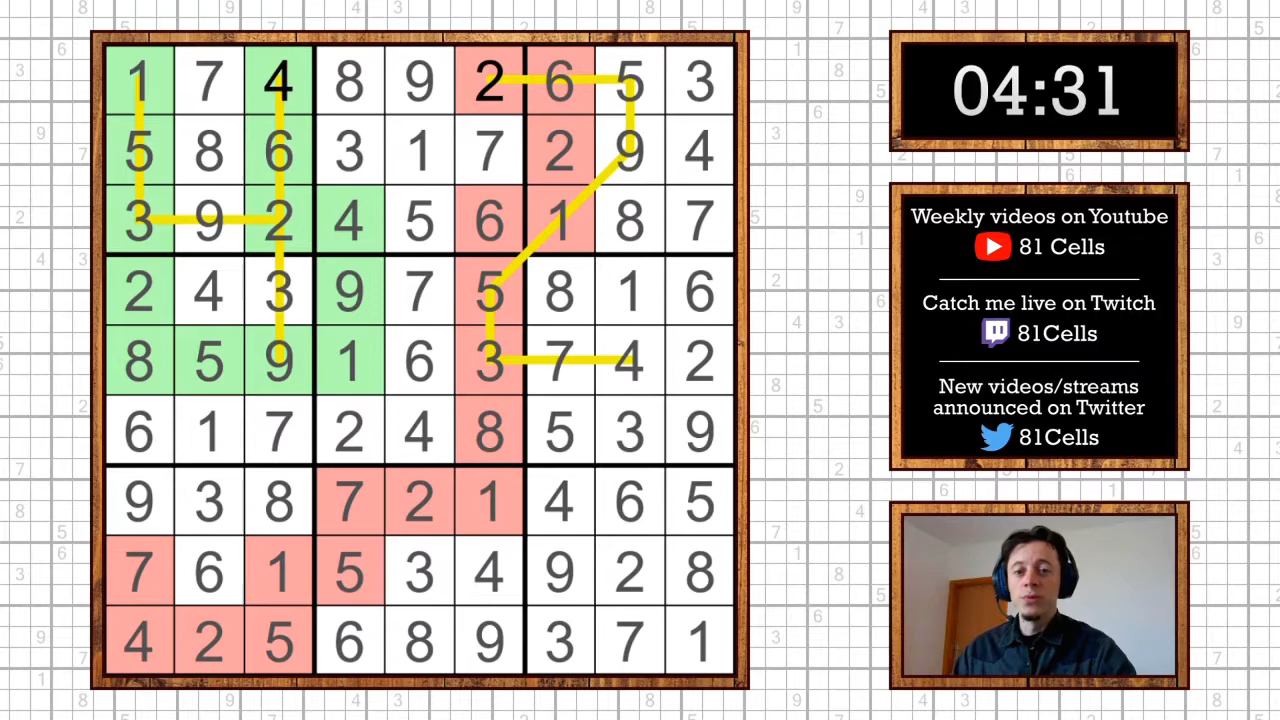 1 7 4 8 9 2 6 5 3
5 8 6 3 1 7 2 9 4
3 9 2 4 5 6 1 8 7
2 4 3 9 7 5 8 1 6
8 5 9 1 6 3 7 4 2
6 1 7 2 4 8 5 3 9
9 3 8 7 2 1 4 6 5
7 6 1 5 3 4 9 2 8
4 2 5 6 8 9 3 7 1
04:31
Weekly videos on Youtube
81 Cells
Catch me live on Twitch
81Cells
New videos/streams
announced on Twitter
81Cells